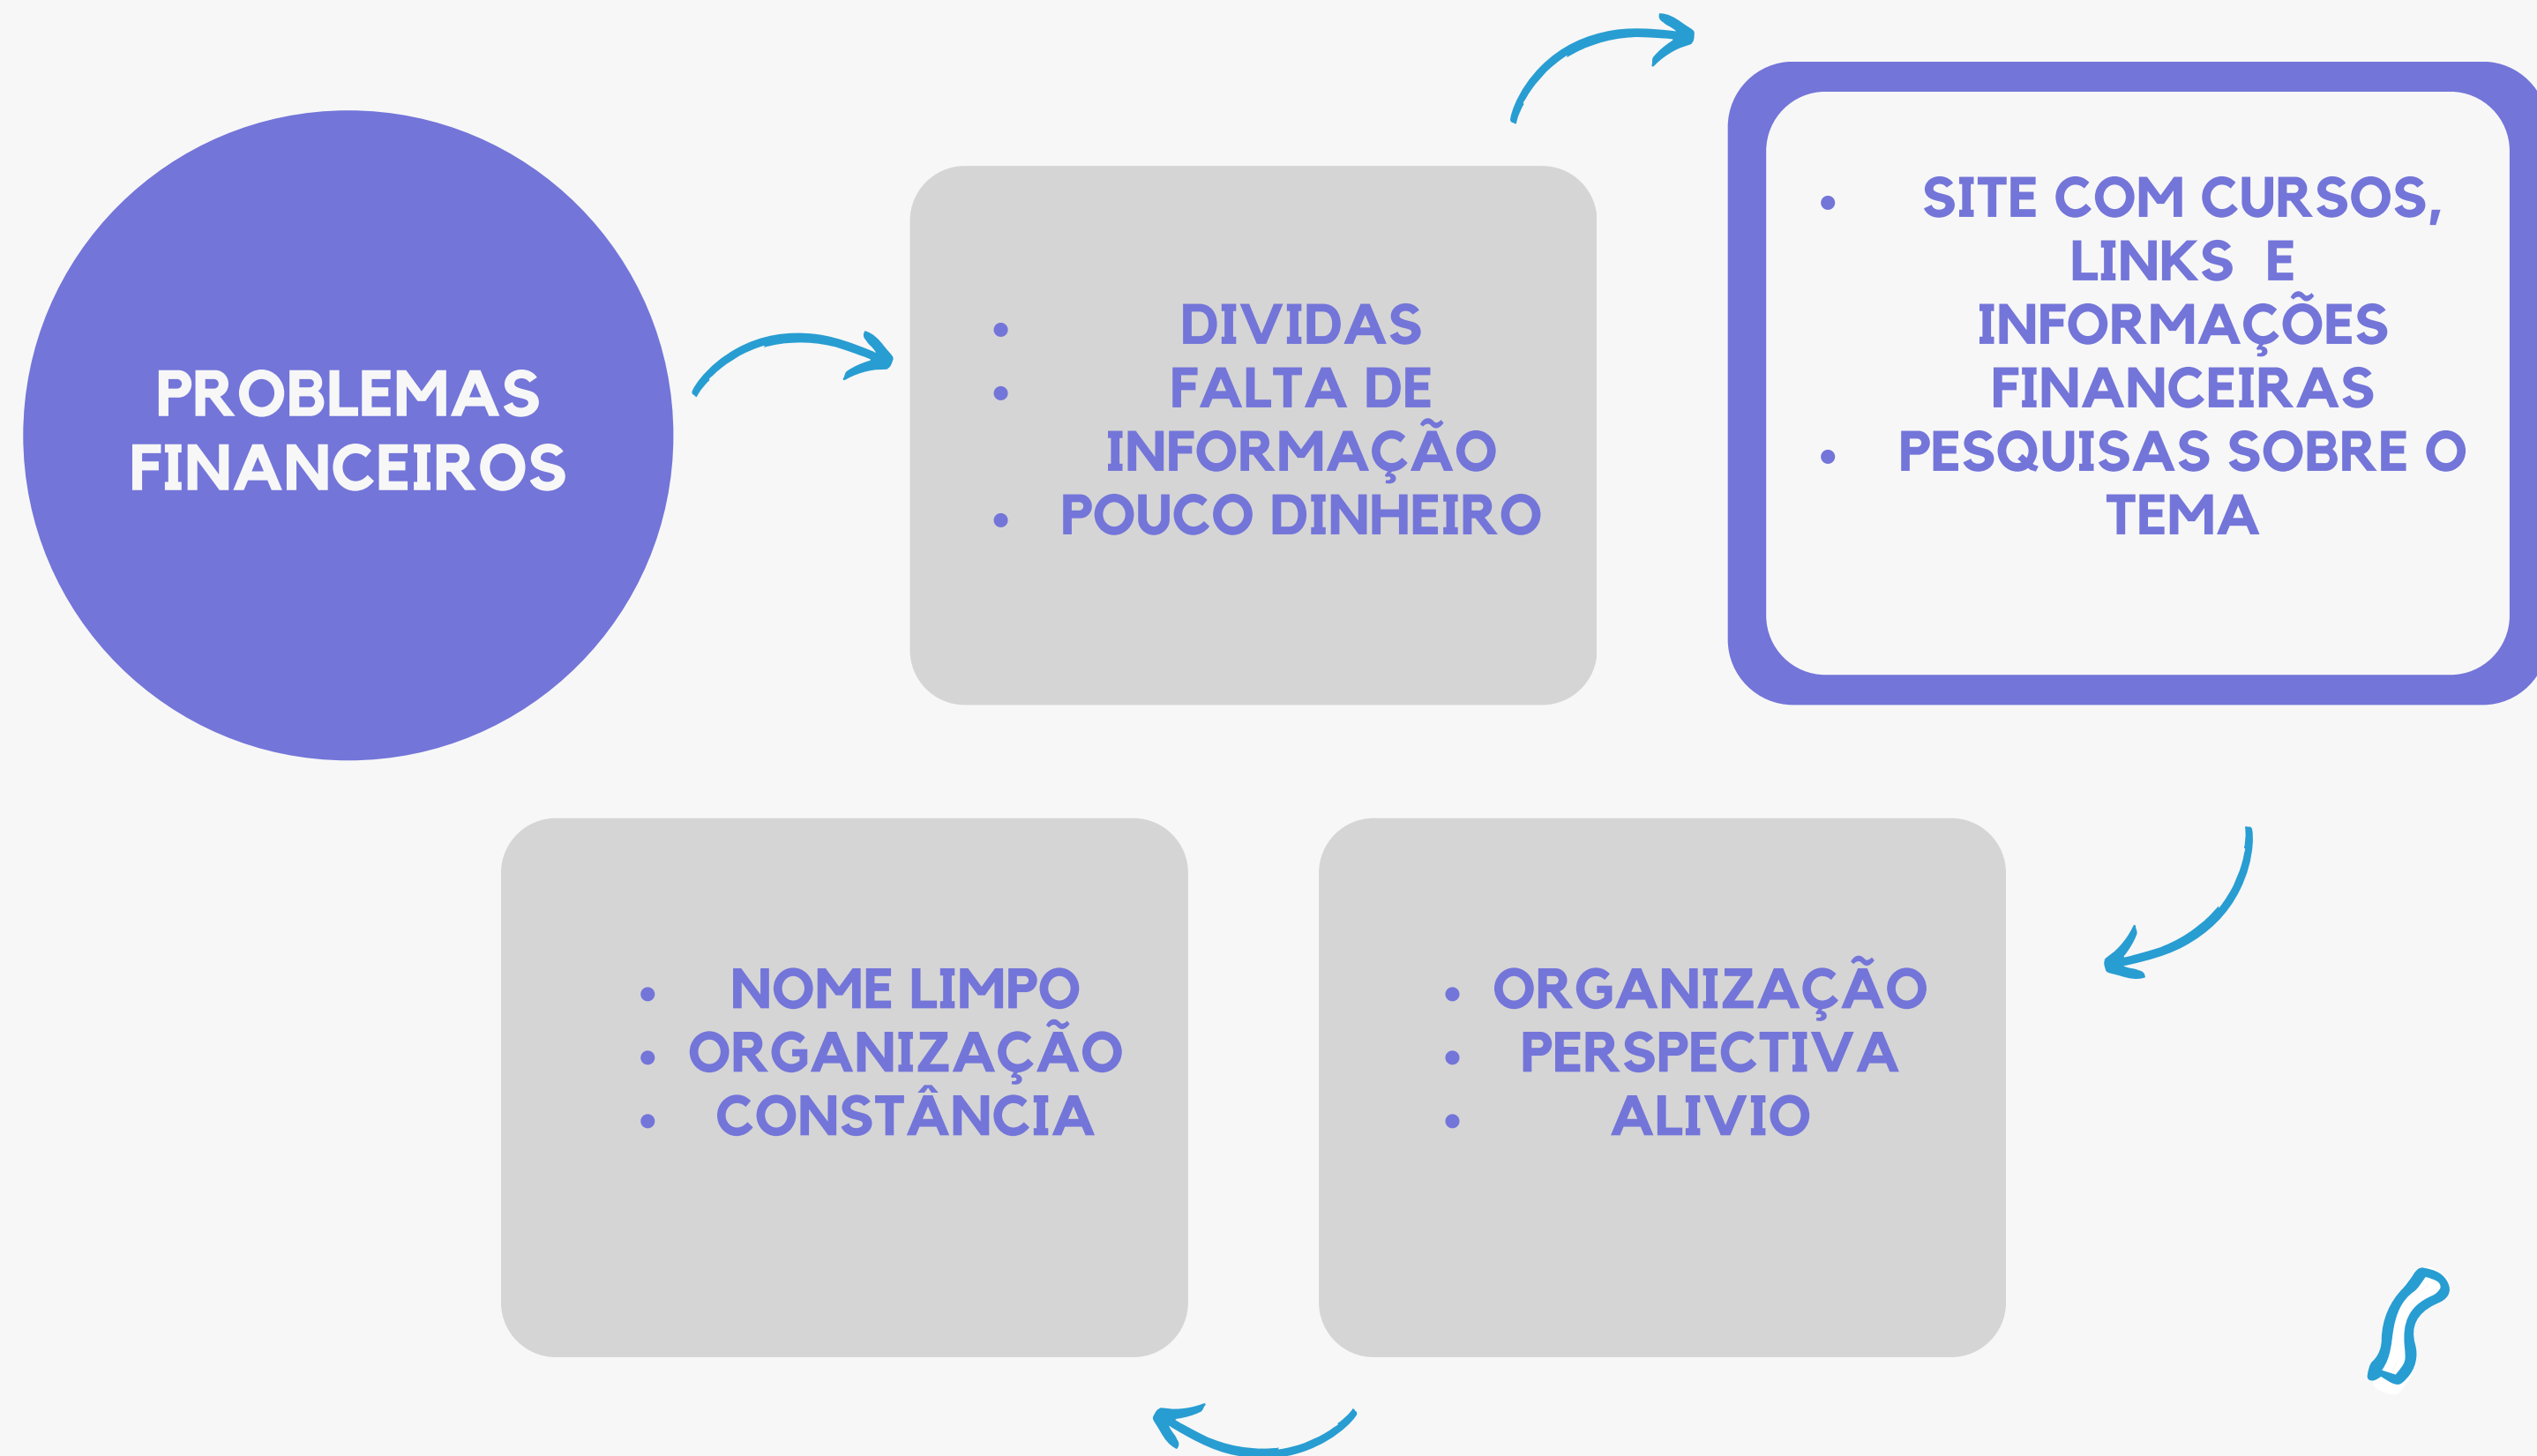 PROBLEMAS
FINANCEIROS
• DIVIDAS
• FALTA DE
INFORMAÇÃO
• POUCO DINHEIRO
• SITE COM CURSOS,
LINKS E
INFORMAÇÕES
FINANCEIRAS
• PESQUISAS SOBRE O
TEMA
• ORGANIZAÇÃO
• PERSPECTIVA
• ALIVIO
• NOME LIMPO
• ORGANIZAÇÃO
• CONSTÂNCIA